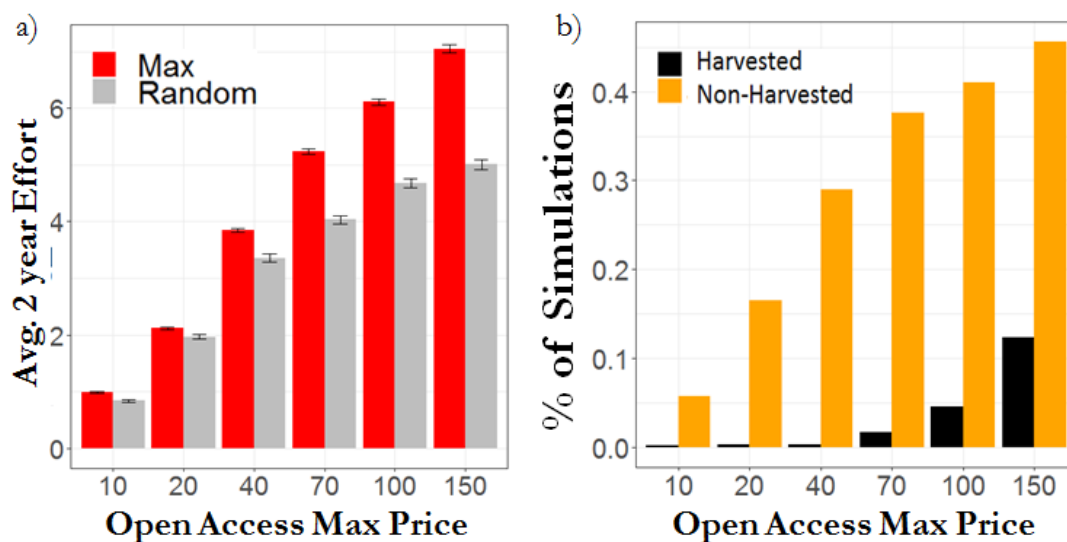 a)
Max
Random
Avg. 2 year Effort
6
4
2
0
10 20 40 70 100 150
Open Access Max Price
b)
Harvested
Non-Harvested
% of Simulations
0.4
0.3
0.2
0.1
0.0
10 20 40 70 100 150
Open Access Max Price